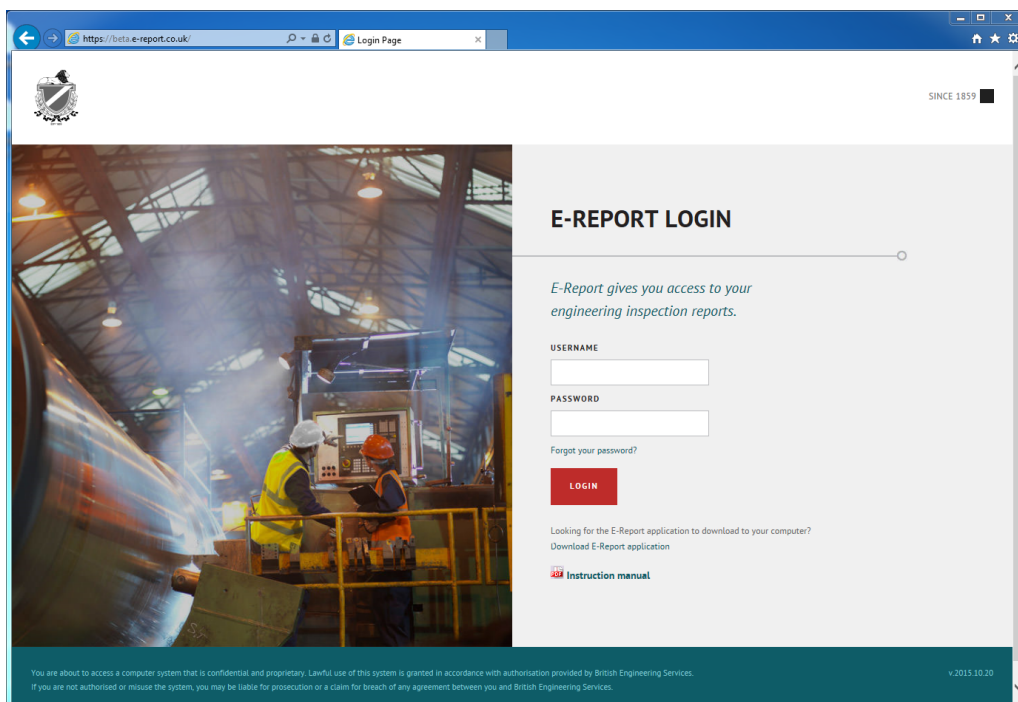 https://beta.e-report.co.uk/
Login Page
SINCE 1859
E-REPORT LOGIN
E-Report gives you access to your
engineering inspection reports.
USERNAME
PASSWORD
Forgot your password?
LOGIN
Looking for the E-Report application to download to your computer?
Download E-Report application
PDF Instruction manual
You are about to access a computer system that is confidential and proprietary. Lawful use of this system is granted in accordance with authorisation provided by British Engineering Services.
v.2015.10.20
If you are not authorised or misuse the system, you may be liable for prosecution or a claim for breach of any agreement between you and British Engineering Services.